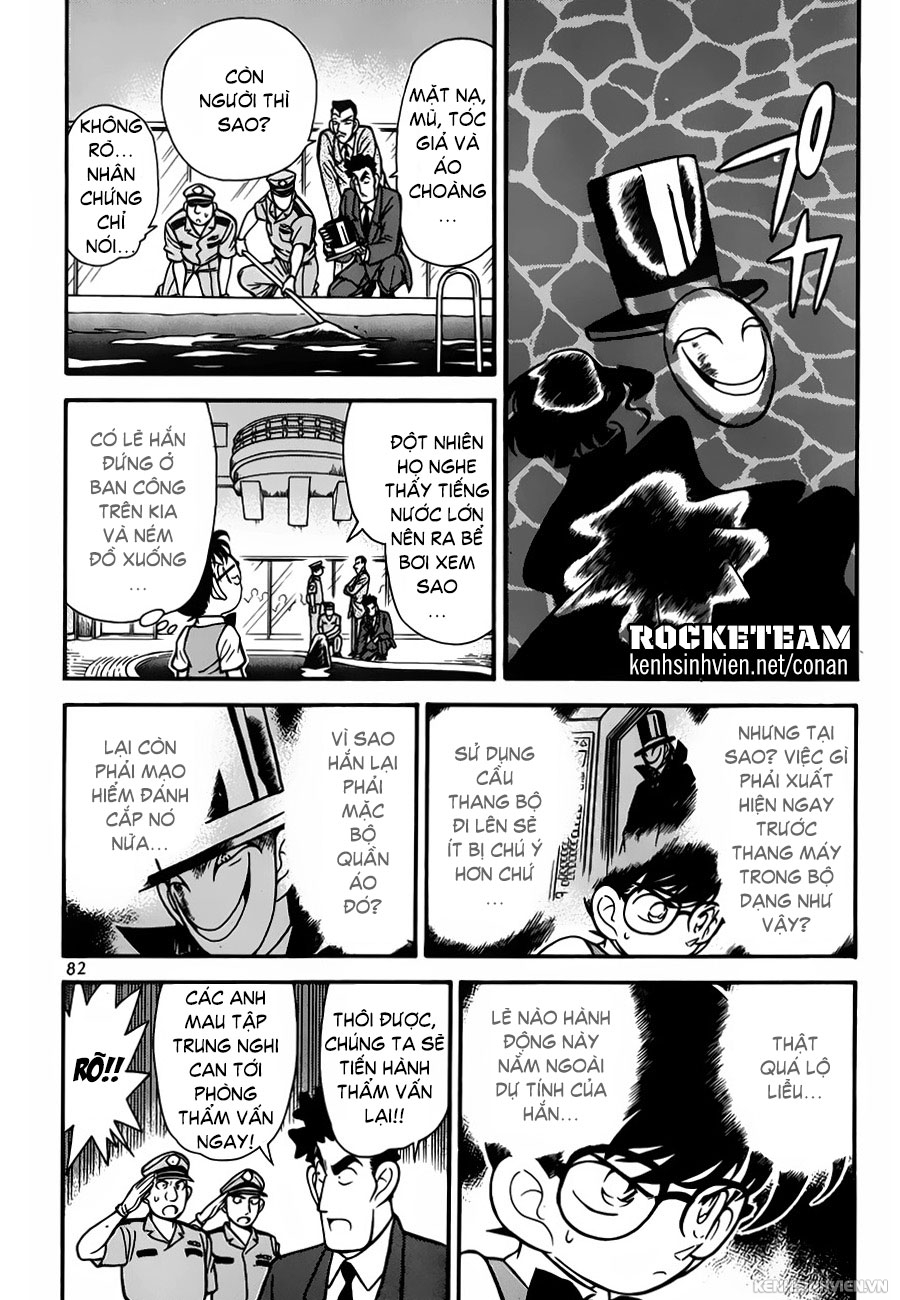 プカ
ROCKETEAM
kenhsinhvien.net/conan
MẶT NẠ,
MŨ, TÓC
GIẢ VÀ
ÁO
CHOÀNG
...
CÒN
NGƯỜI THÌ
SAO?
KHÔNG
RÕ...
NHÂN
CHỨNG
CHỈ
NÓI...
ĐỘT NHIÊN
HỌ NGHE
THẤY TIẾNG
NƯỚC LỚN
NÊN RA BỂ
BƠI XEM
SAO
...
CÓ LẼ HẮN
ĐỨNG Ở
BAN CÔNG
TRÊN KIA
VÀ NÉM
ĐỒ XUỐNG
...
NHƯNG TẠI
SAO? VIỆC GÌ
PHẢI XUẤT
HIỆN NGAY
TRƯỚC
THANG MÁY
TRONG BỘ
DẠNG NHƯ
VẬY?
SỬ DỤNG
CẦU
THANG BỘ
ĐI LÊN SẼ
ÍT BỊ CHÚ Ý
HƠN CHỨ
...
VÌ SAO
HẮN LẠI
PHẢI
MẶC BỘ
QUẦN
ÁO
ĐÓ?
LẠI CÒN
PHẢI MẠO
HIỂM ĐÁNH
CẮP NÓ
NỮA...
82
THẬT
QUÁ LỘ
LIỄU...
LẼ NÀO HÀNH
ĐỘNG NÀY
NẰM NGOÀI
DỰ TÍNH CỦA
HẮN...
THÔI ĐƯỢC,
CHÚNG TA SẼ
TIẾN HÀNH
THẨM VẤN
LẠI!!
CÁC ANH
MAU TẬP
TRUNG NGHI
CAN TỚI
PHÒNG
THẨM VẤN
NGAY!
RÕ!!
KENHSINHVIEN.VN